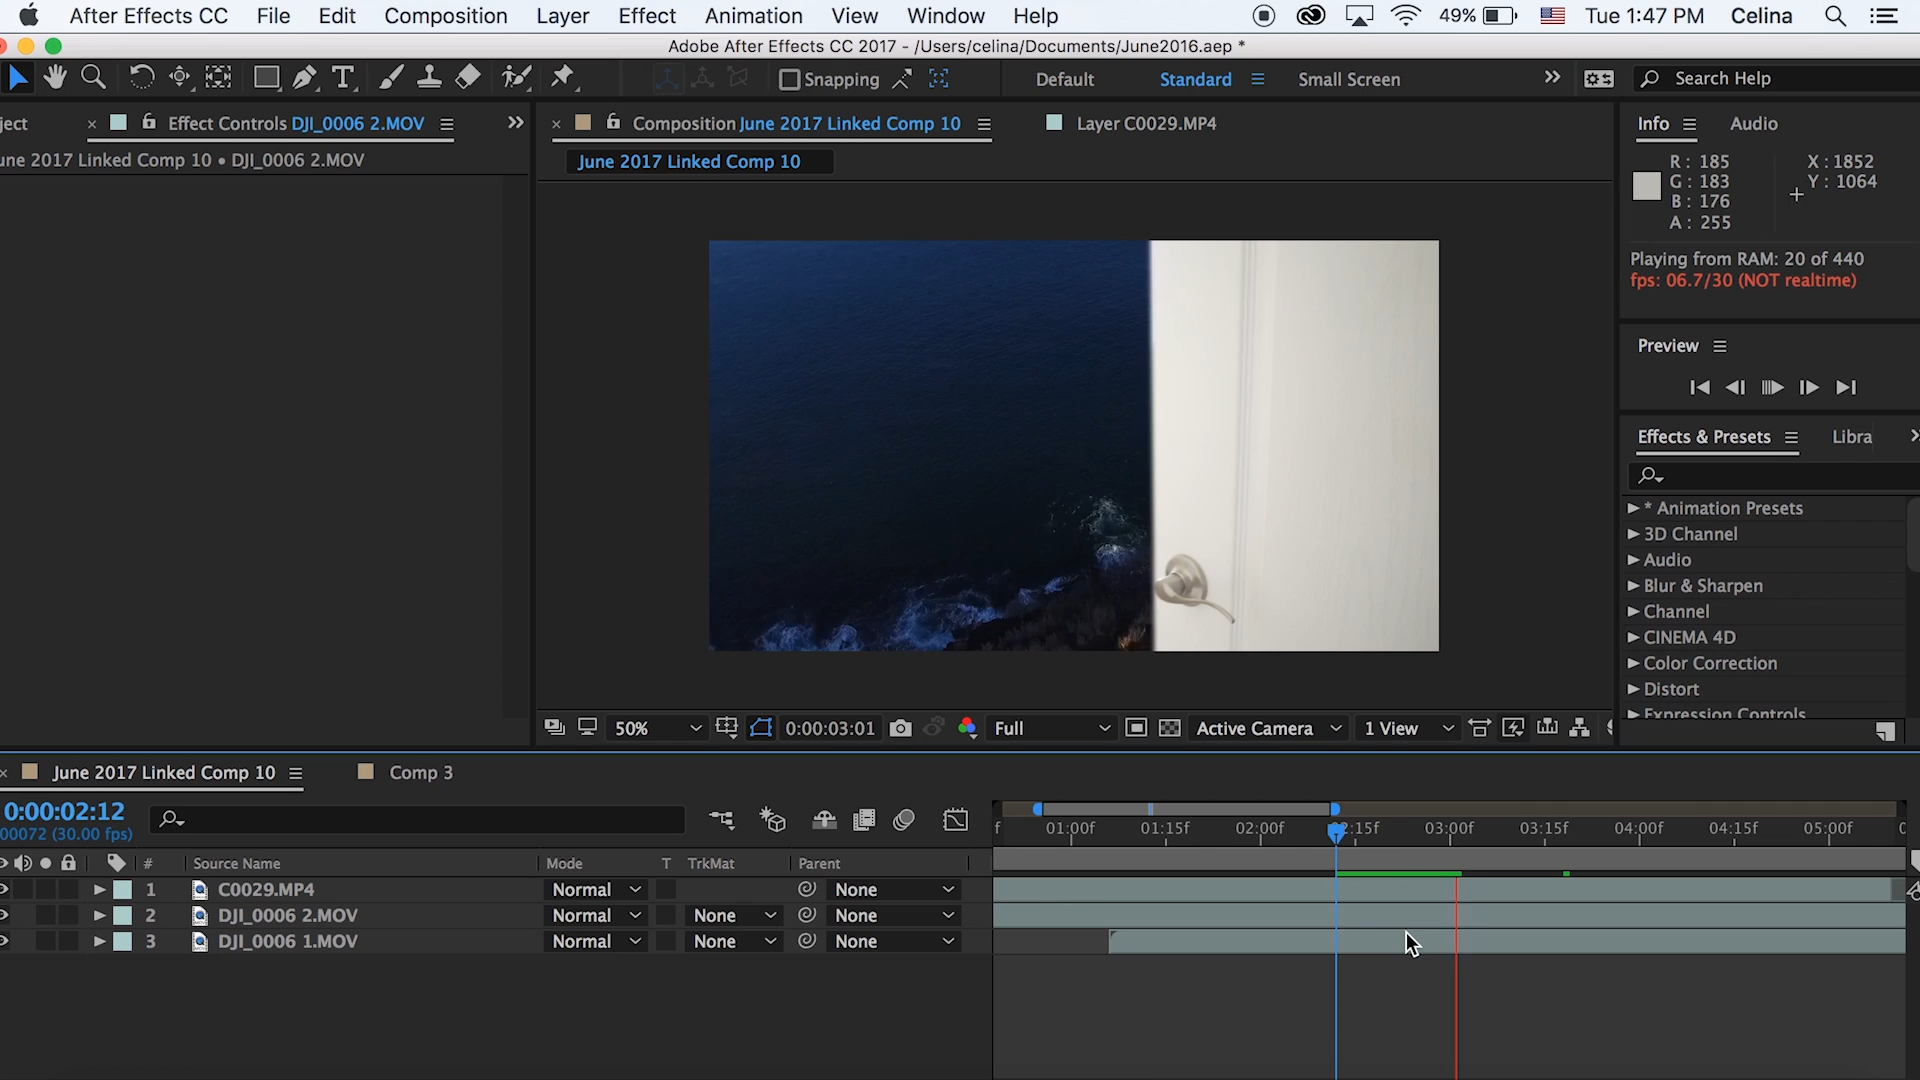 After Effects CC File Edit Composition Layer Effect Animation View Window Help 49% Tue 1:47 PM Celina
Adobe After Effects CC 2017 - /Users/celina/Documents/June2016.aep *
Snapping Default Standard Small Screen Search Help
ject Effect Controls DJI_0006 2.MOV Composition June 2017 Linked Comp 10 Layer C0029.MP4 Info Audio
une 2017 Linked Comp 10 • DJI_0006 2.MOV June 2017 Linked Comp 10
R: 185 X: 1852
G: 183 Y: 1064
B: 176
A: 255
Playing from RAM: 20 of 440
fps: 06.7/30 (NOT realtime)
Preview
Effects & Presets Libra
* Animation Presets
3D Channel
Audio
Blur & Sharpen
Channel
CINEMA 4D
Color Correction
Distort
Expression Controls
50% 0:00:03:01 Full Active Camera 1 View
June 2017 Linked Comp 10 Comp 3
0:00:02:12
00072 (30.00 fps)
f 01:00f 01:15f 02:00f 02:15f 03:00f 03:15f 04:00f 04:15f 05:00f
# Source Name Mode T TrkMat Parent
1 C0029.MP4 Normal None
2 DJI_0006 2.MOV Normal None None
3 DJI_0006 1.MOV Normal None None